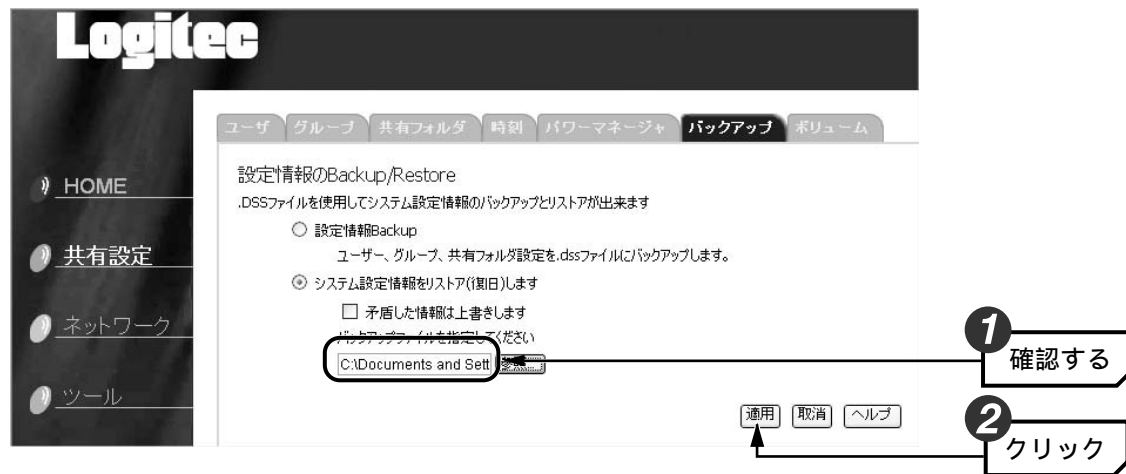 Logitec
ユーザ グループ 共有フォルダ 時刻 パワーマネージャ バックアップ ボリューム
設定情報のBackup/Restore
.DSSファイルを使用してシステム設定情報のバックアップとリストアが出来ます
設定情報Backup
ユーザー、グループ、共有フォルダ設定を.dssファイルにバックアップします。
システム設定情報をリストア(復旧)します
矛盾した情報は上書きします
バックアップファイルを指定してください
C:\Documents and Sett 参照...
適用 取消 ヘルプ
HOME
共有設定
ネットワーク
ツール
1
確認する
2
クリック